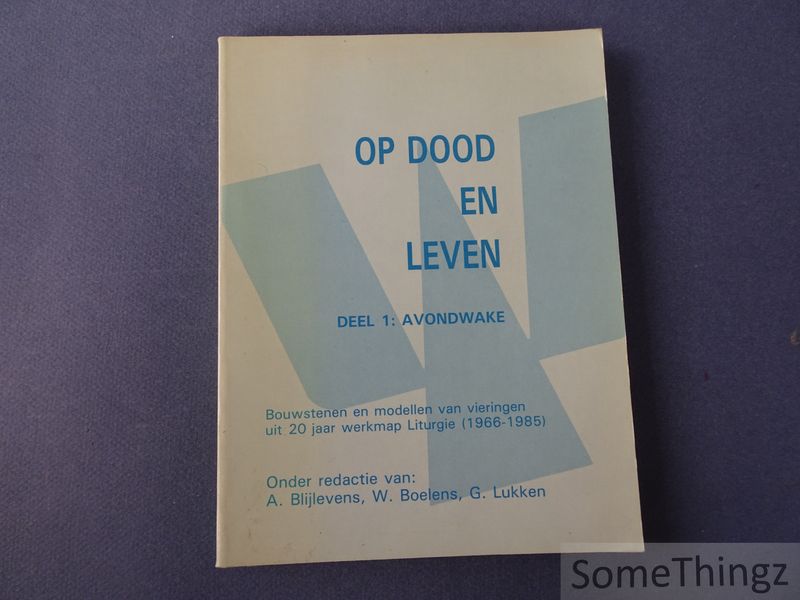 OP DOOD
EN
LEVEN
DEEL 1: AVONDWAKE
Bouwstenen en modellen van vieringen
uit 20 jaar werkmap Liturgie (1966-1985)
Onder redactie van:
A. Blijlevens, W. Boelens, G. Lukken
SomeThingz